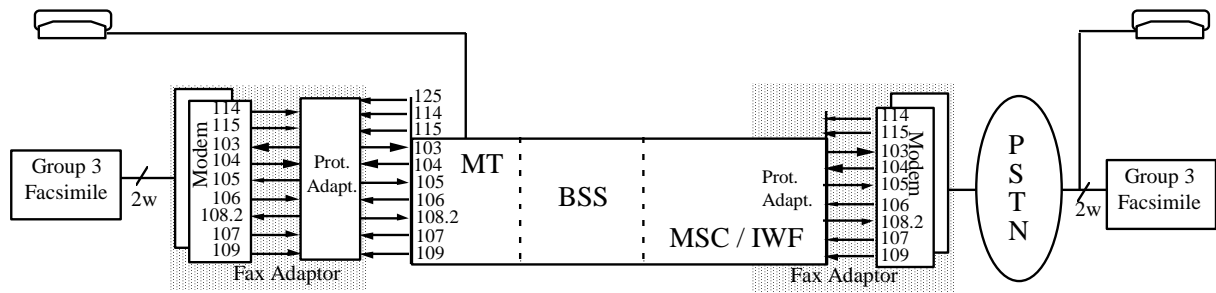 Group 3
Facsimile
2w
Modem
114
115
103
104
105
106
108.2
107
109
Prot.
Adapt.
Fax Adaptor
125
114
115
103
104
105
106
108.2
107
109
MT
BSS
MSC / IWF
Prot.
Adapt.
Fax Adaptor
114
115
103
104
105
106
108.2
107
109
Modem
P
S
T
N
2w
Group 3
Facsimile